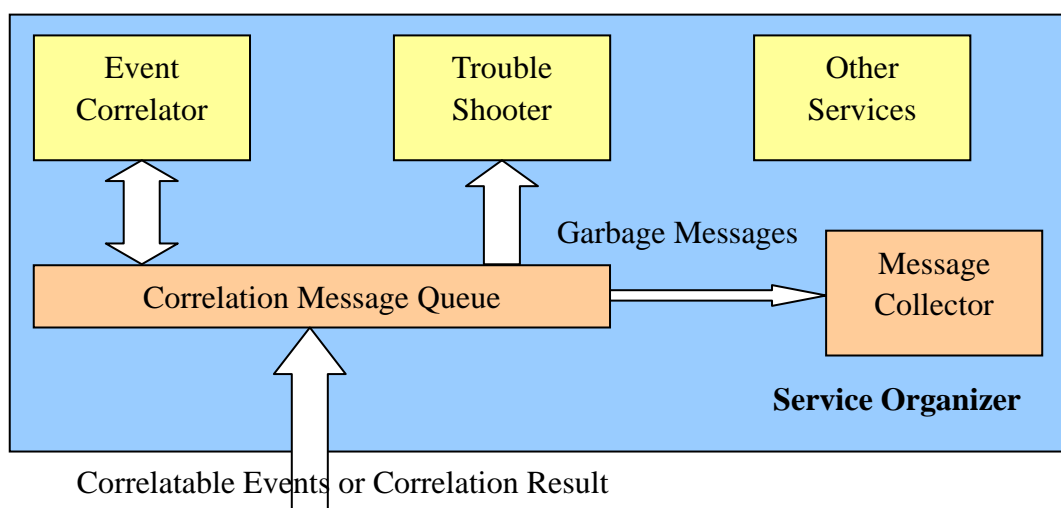 Event
Correlator
Trouble
Shooter
Other
Services
Garbage Messages
Correlation Message Queue
Message
Collector
Service Organizer
Correlatable Events or Correlation Result